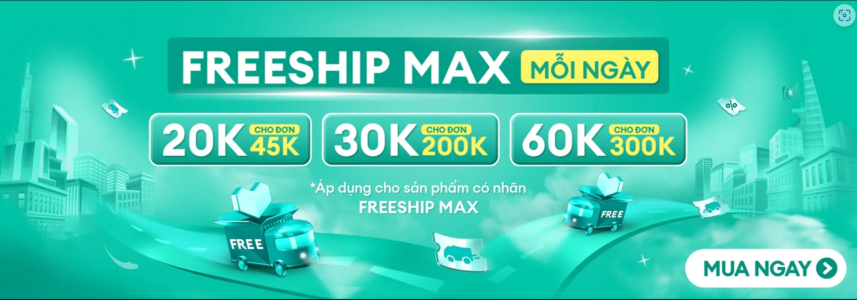 FREESHIP MAX MỖI NGÀY
20K CHO ĐƠN 45K
30K CHO ĐƠN 200K
60K CHO ĐƠN 300K
*Áp dụng cho sản phẩm có nhãn
FREESHIP MAX
FREE
FREE
%
MUA NGAY